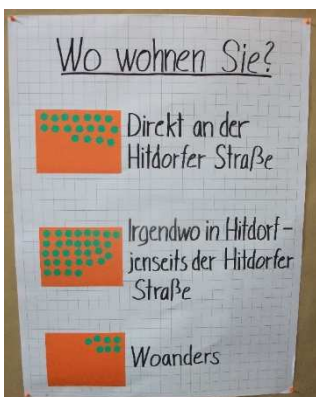 Wo wohnen Sie?
Direkt an der
Hitdorfer Straße
Irgendwo in Hitdorf -
jenseits der Hitdorfer
Straße
Woanders